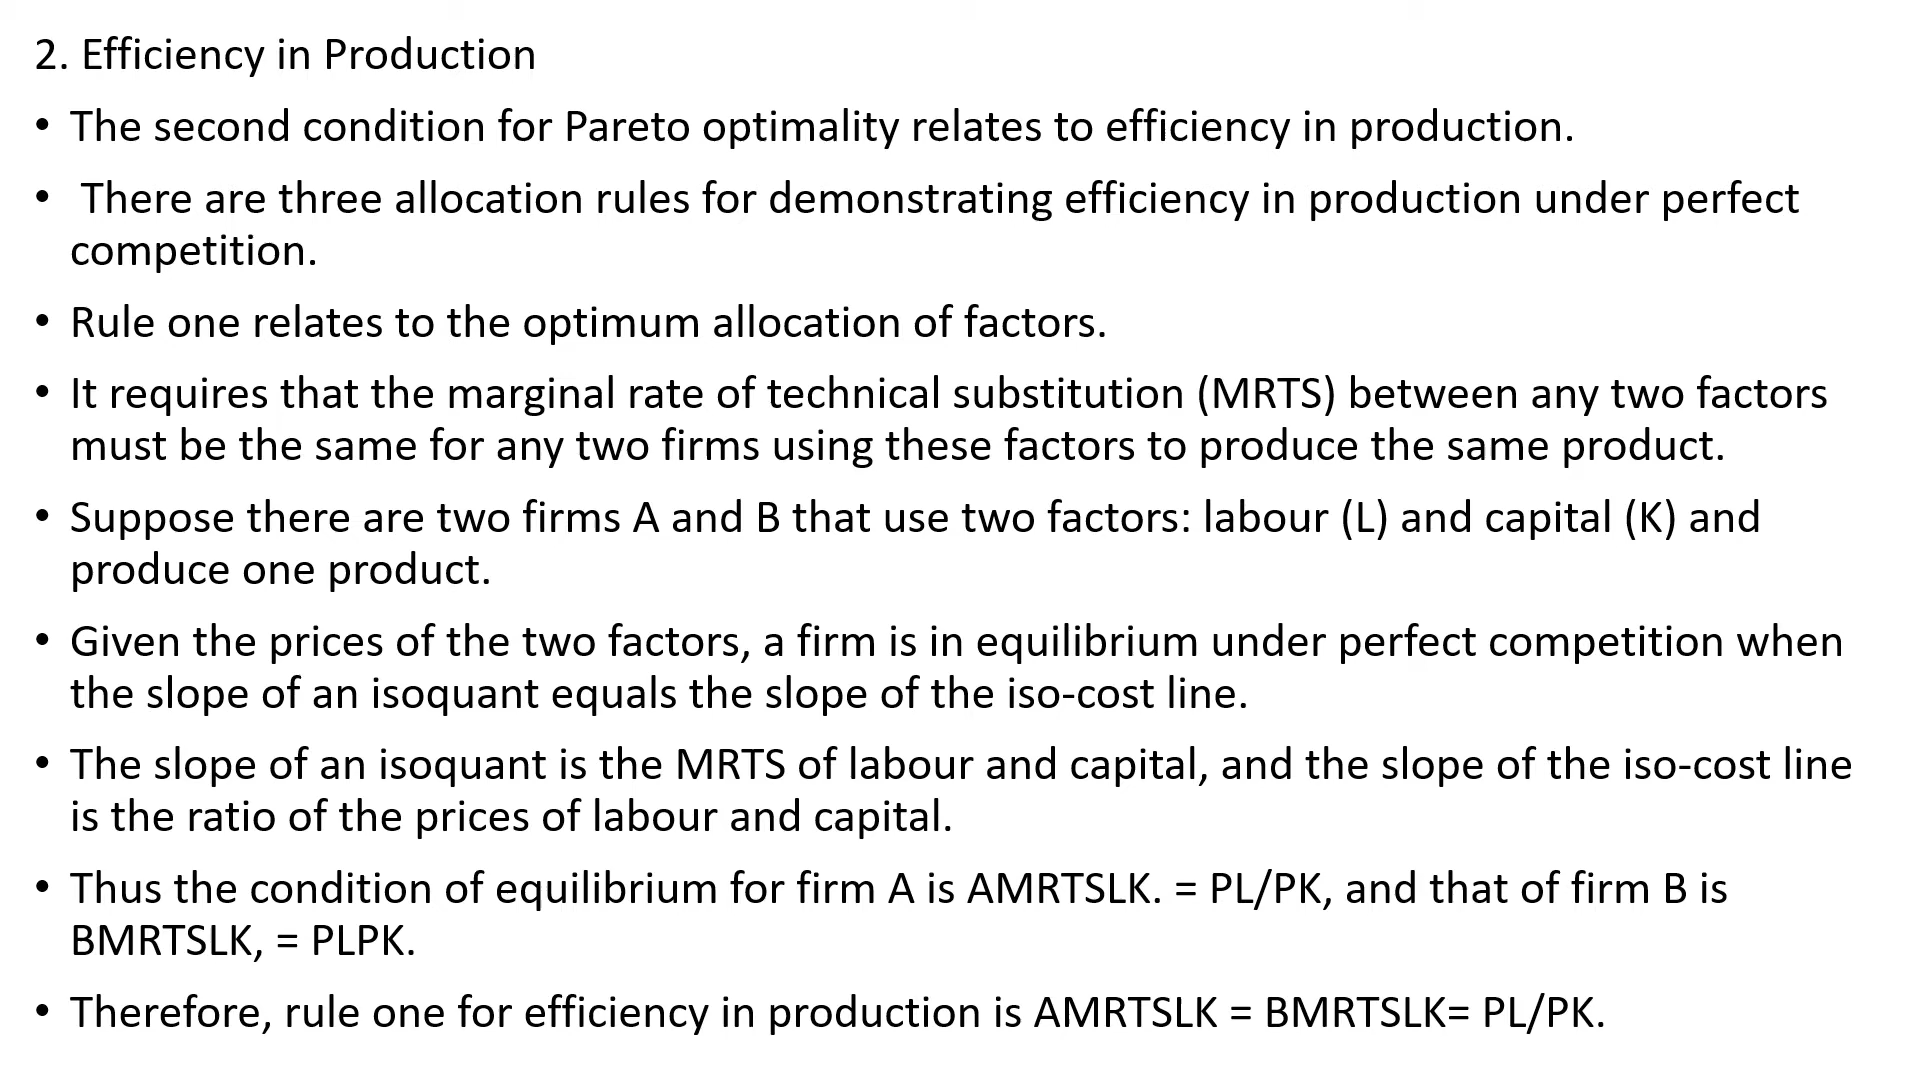 2. Efficiency in Production
• The second condition for Pareto optimality relates to efficiency in production.
• There are three allocation rules for demonstrating efficiency in production under perfect
competition.
• Rule one relates to the optimum allocation of factors.
• It requires that the marginal rate of technical substitution (MRTS) between any two factors
must be the same for any two firms using these factors to produce the same product.
• Suppose there are two firms A and B that use two factors: labour (L) and capital (K) and
produce one product.
• Given the prices of the two factors, a firm is in equilibrium under perfect competition when
the slope of an isoquant equals the slope of the iso-cost line.
• The slope of an isoquant is the MRTS of labour and capital, and the slope of the iso-cost line
is the ratio of the prices of labour and capital.
• Thus the condition of equilibrium for firm A is AMRTSLK. = PL/PK, and that of firm B is
BMRTSLK, = PLPK.
• Therefore, rule one for efficiency in production is AMRTSLK = BMRTSLK= PL/PK.